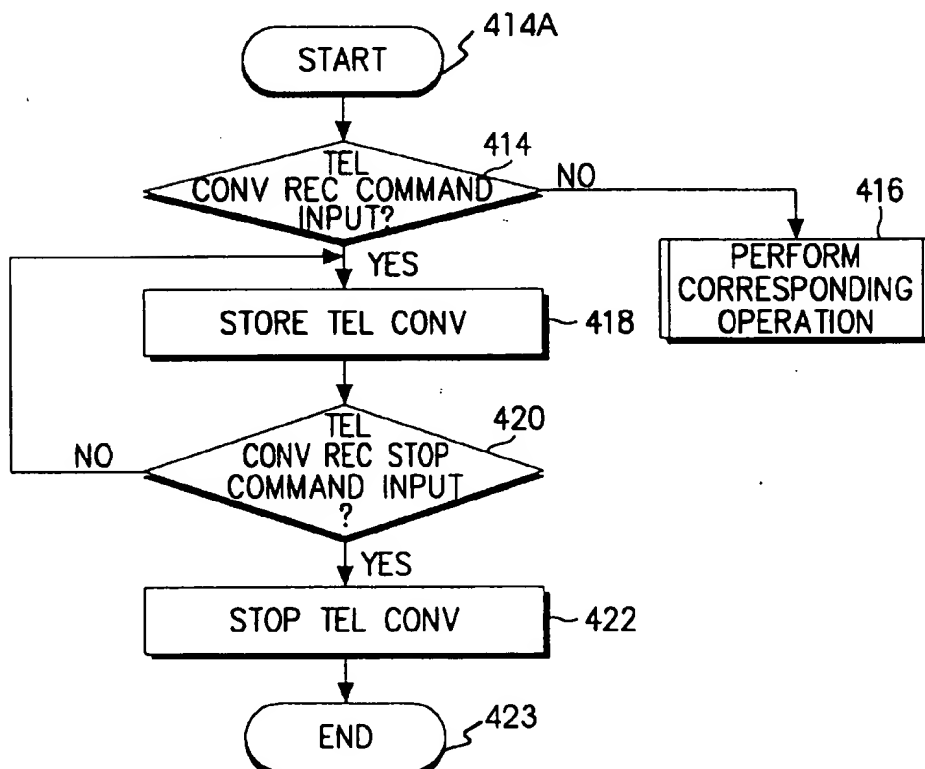 START
414A
TEL
CONV REC COMMAND
INPUT?
414
NO
416
PERFORM
CORRESPONDING
OPERATION
YES
STORE TEL CONV
418
TEL
CONV REC STOP
COMMAND INPUT
?
420
NO
YES
STOP TEL CONV
422
END
423